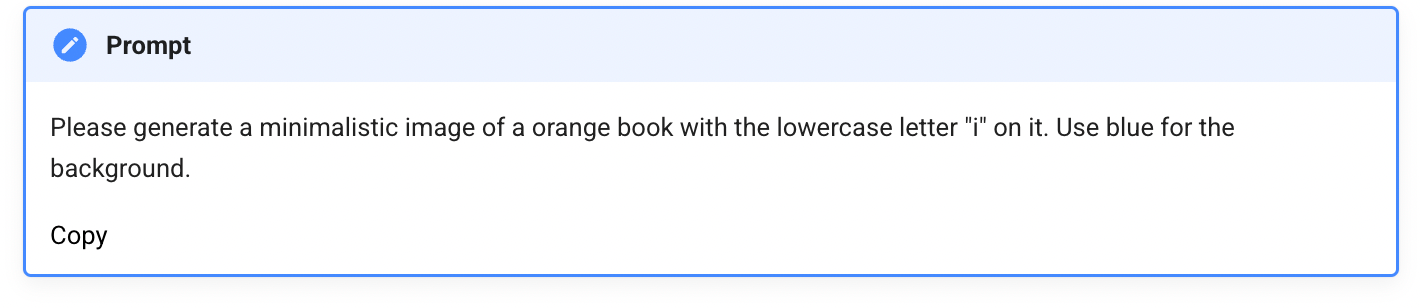 Prompt
Please generate a minimalistic image of a orange book with the lowercase letter "i" on it. Use blue for the
background.
Copy